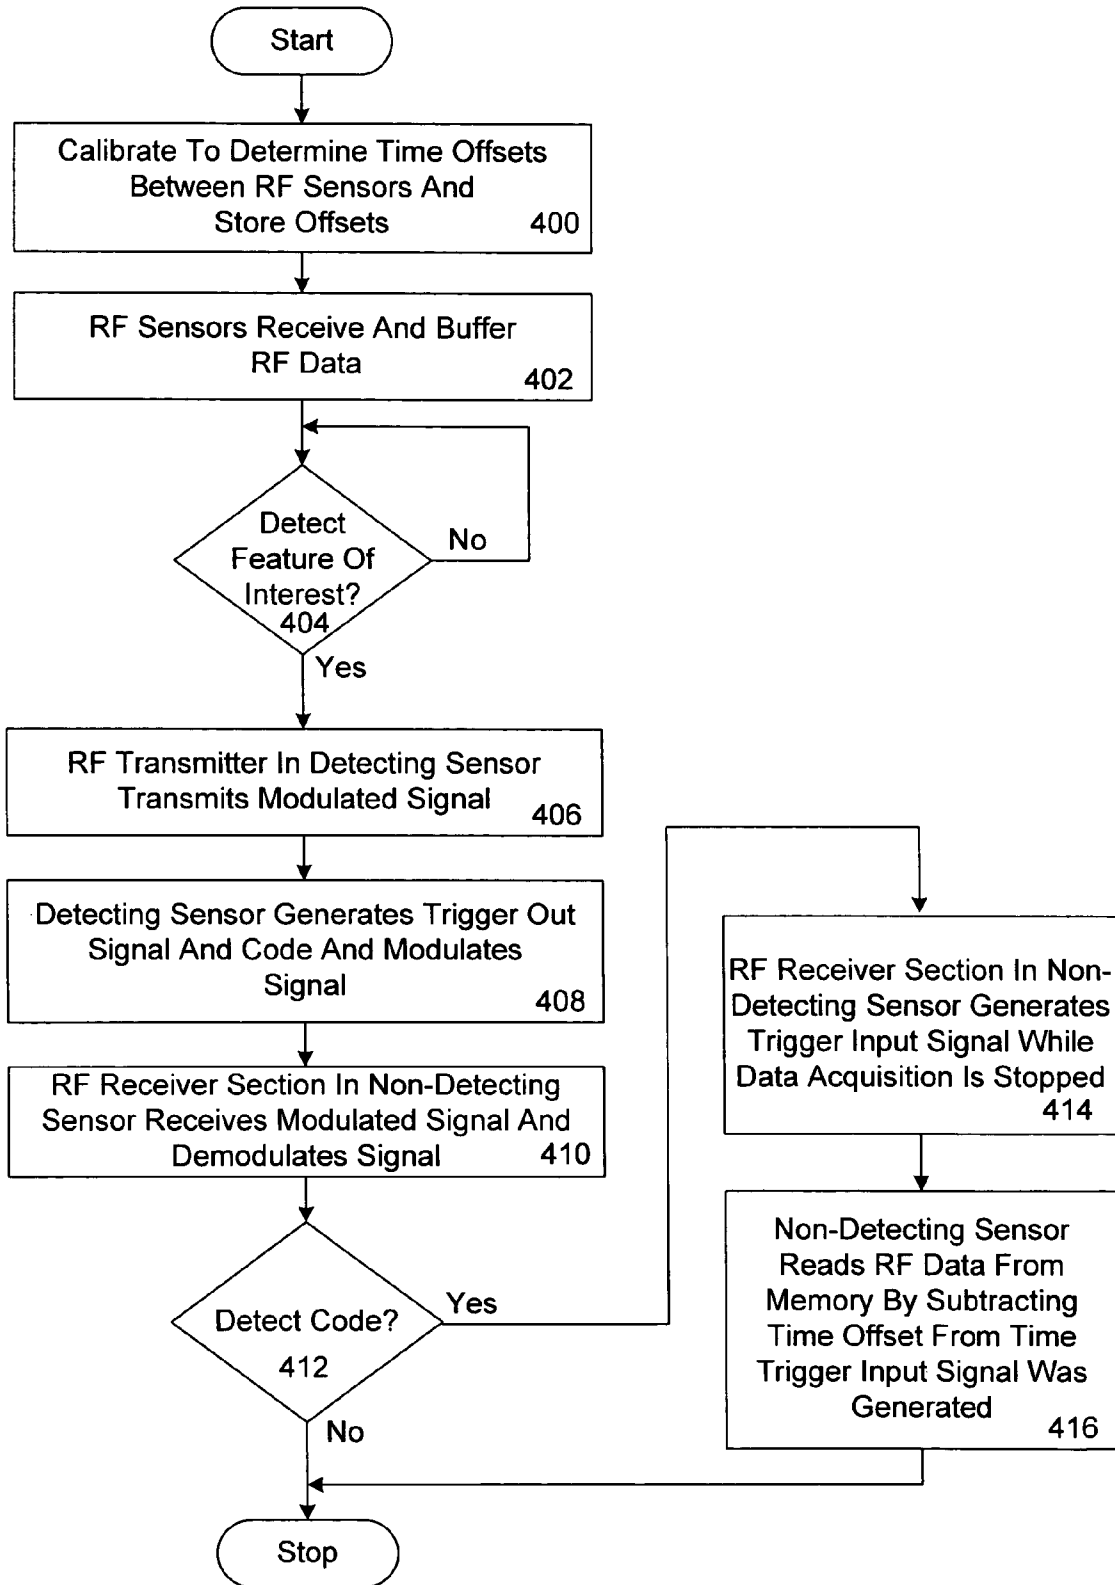 Start
Calibrate To Determine Time Offsets
Between RF Sensors And
Store Offsets
400
RF Sensors Receive And Buffer
RF Data
402
Detect
Feature Of
Interest?
404
No
Yes
RF Transmitter In Detecting Sensor
Transmits Modulated Signal
406
Detecting Sensor Generates Trigger Out
Signal And Code And Modulates
Signal
408
RF Receiver Section In Non-Detecting
Sensor Receives Modulated Signal And
Demodulates Signal
410
Detect Code?
412
Yes
No
RF Receiver Section In Non-
Detecting Sensor Generates
Trigger Input Signal While
Data Acquisition Is Stopped
414
Non-Detecting Sensor
Reads RF Data From
Memory By Subtracting
Time Offset From Time
Trigger Input Signal Was
Generated
416
Stop